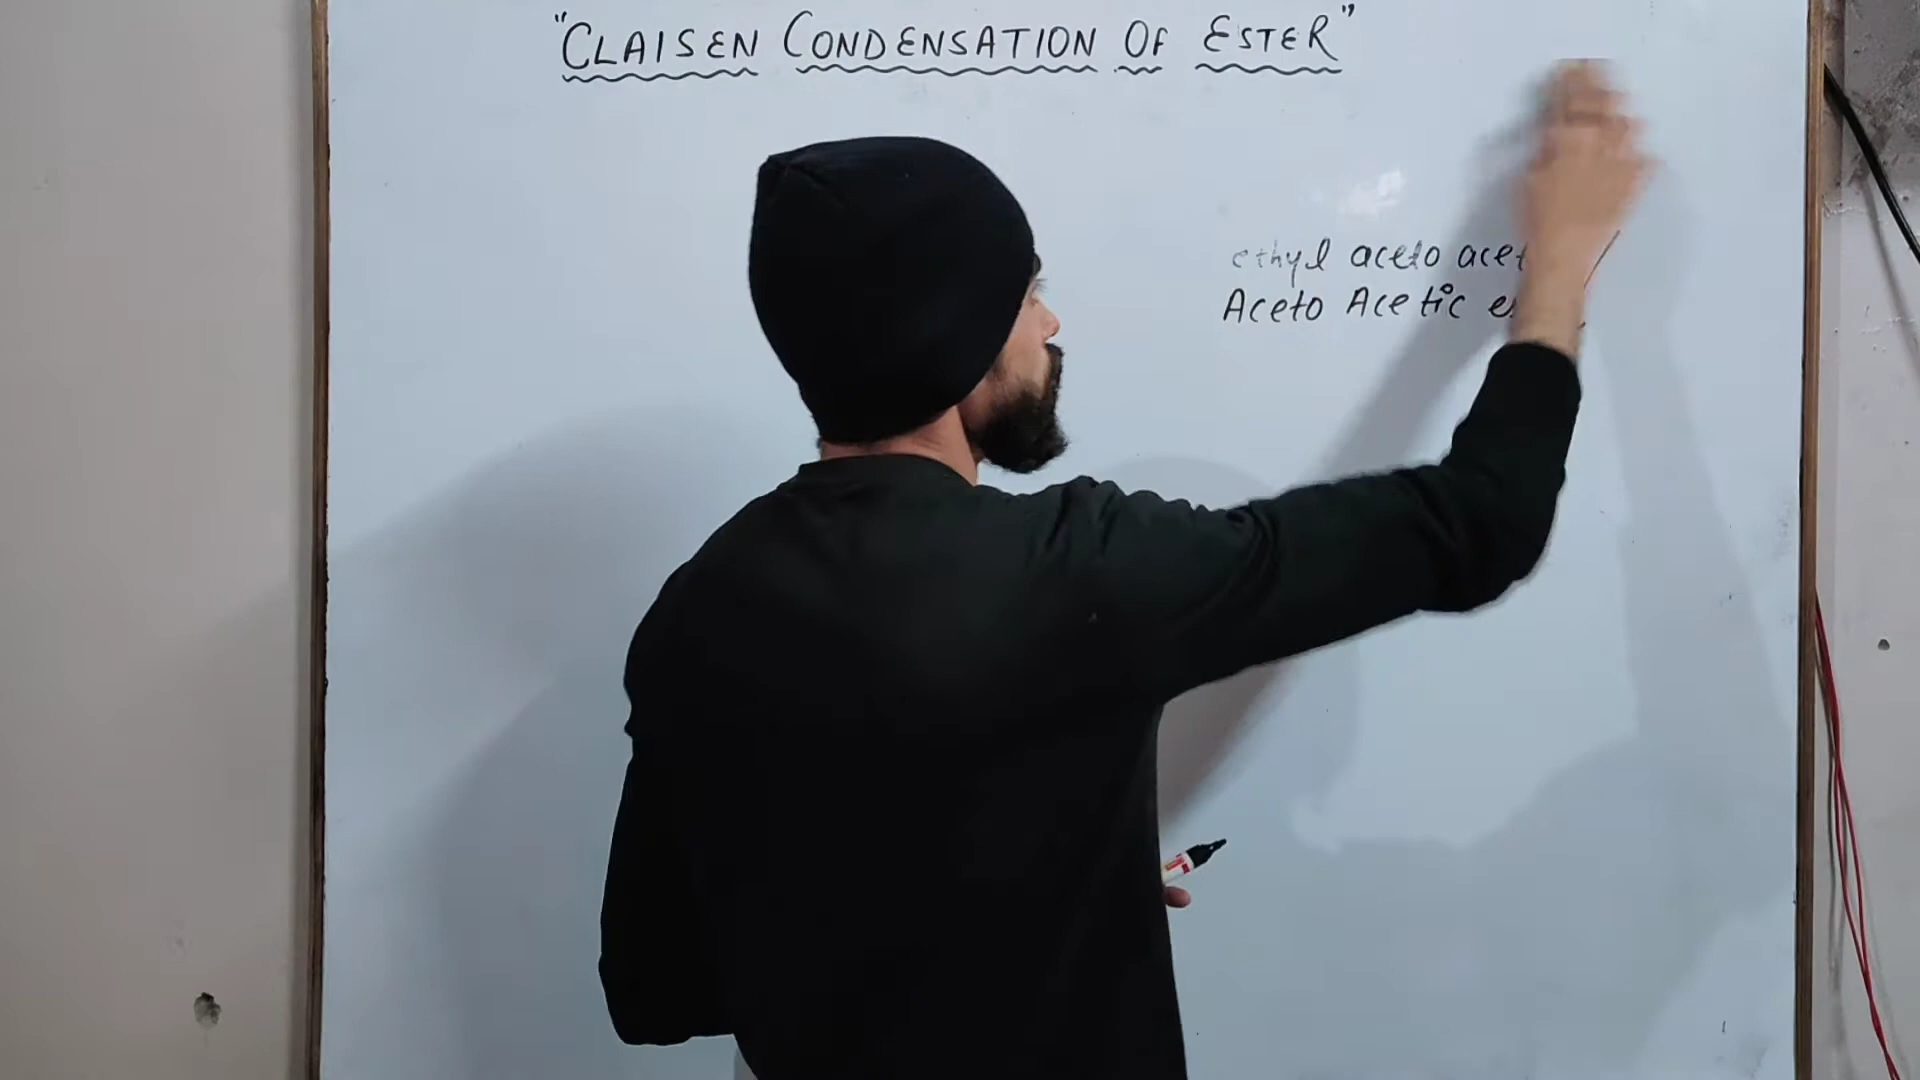 "CLAISEN CONDENSATION OF ESTER"
ethyl aceto
Aceto Acetic